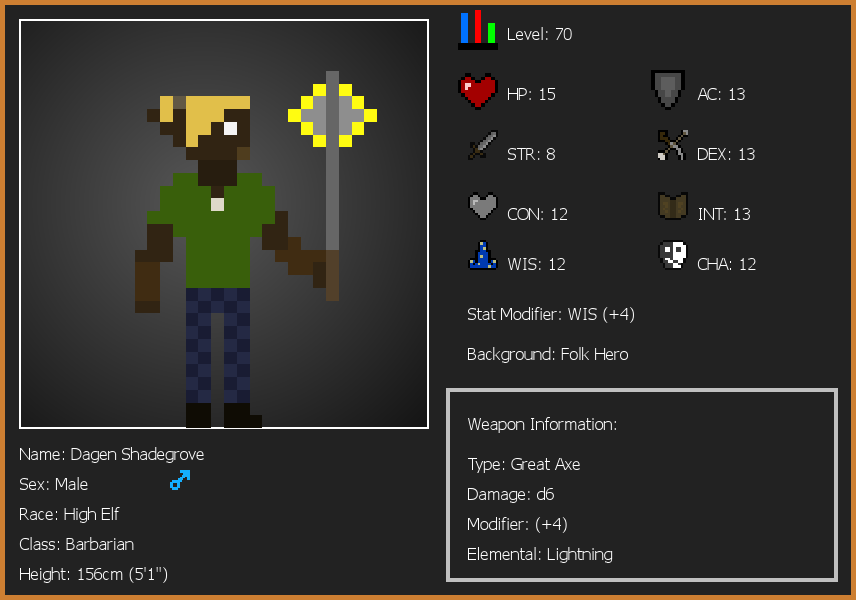 Level: 70
HP: 15
AC: 13
STR: 8
DEX: 13
CON: 12
INT: 13
WIS: 12
CHA: 12
Stat Modifier: WIS (+4)
Background: Folk Hero
Weapon Information:
Type: Great Axe
Damage: d6
Modifier: (+4)
Elemental: Lightning
Name: Dagen Shadegrove
Sex: Male
Race: High Elf
Class: Barbarian
Height: 156cm (5'1")